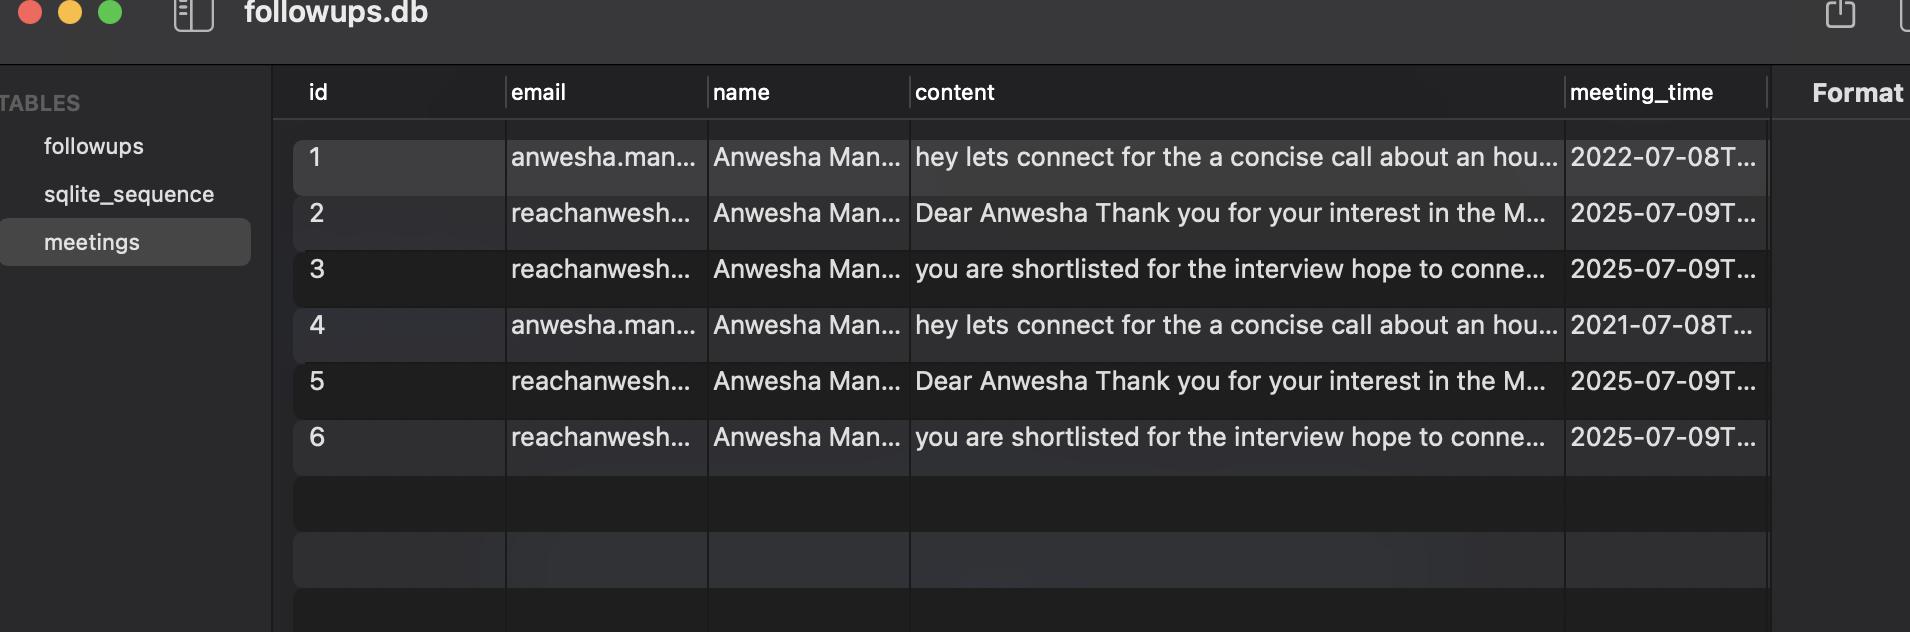 followups.db
TABLES
followups
sqlite_sequence
meetings
id email name content meeting_time Format
1 anwesha.man... Anwesha Man... hey lets connect for the a concise call about an hou... 2022-07-08T...
2 reachanwesh... Anwesha Man... Dear Anwesha Thank you for your interest in the M... 2025-07-09T...
3 reachanwesh... Anwesha Man... you are shortlisted for the interview hope to conne... 2025-07-09T...
4 anwesha.man... Anwesha Man... hey lets connect for the a concise call about an hou... 2021-07-08T...
5 reachanwesh... Anwesha Man... Dear Anwesha Thank you for your interest in the M... 2025-07-09T...
6 reachanwesh... Anwesha Man... you are shortlisted for the interview hope to conne... 2025-07-09T...